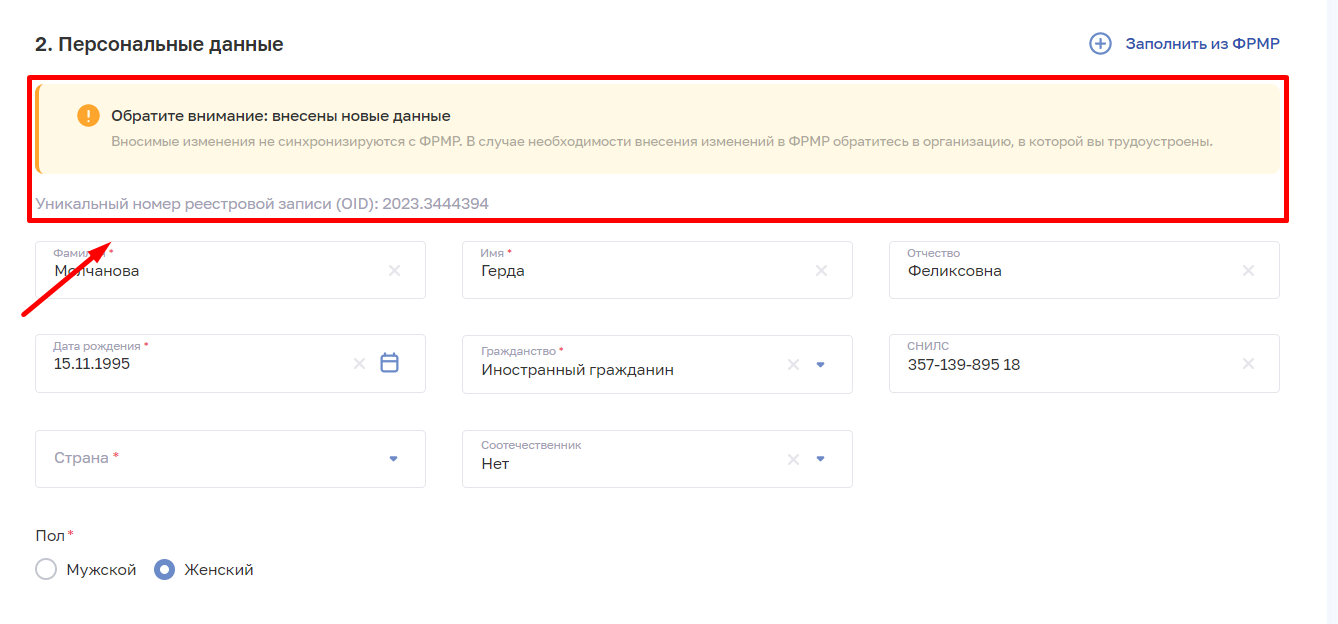 2. Персональные данные
Заполнить из ФРМР
Обратите внимание: внесены новые данные
Вносимые изменения не синхронизируются с ФРМР. В случае необходимости внесения изменений в ФРМР обратитесь в организацию, в которой вы трудоустроены.
Уникальный номер реестровой записи (OID): 2023.3444394
Фамилия *
Молчанова
Имя *
Герда
Отчество
Феликсовна
Дата рождения *
15.11.1995
Гражданство *
Иностранный гражданин
СНИЛС
357-139-895 18
Страна *
Соотечественник
Нет
Пол *
Мужской
Женский